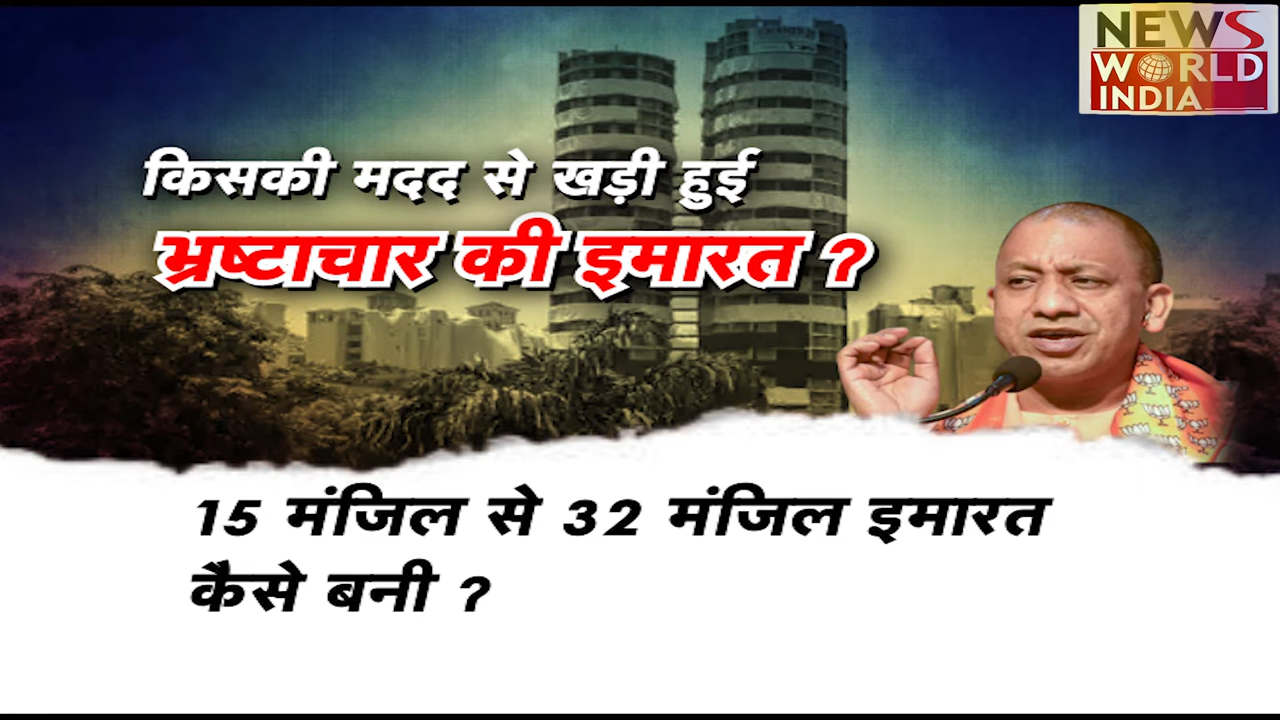 NEWS
WORLD
INDIA
किसकी मदद से खड़ी हुई
भ्रष्टाचार की इमारत ?
15 मंजिल से 32 मंजिल इमारत
कैसे बनी ?